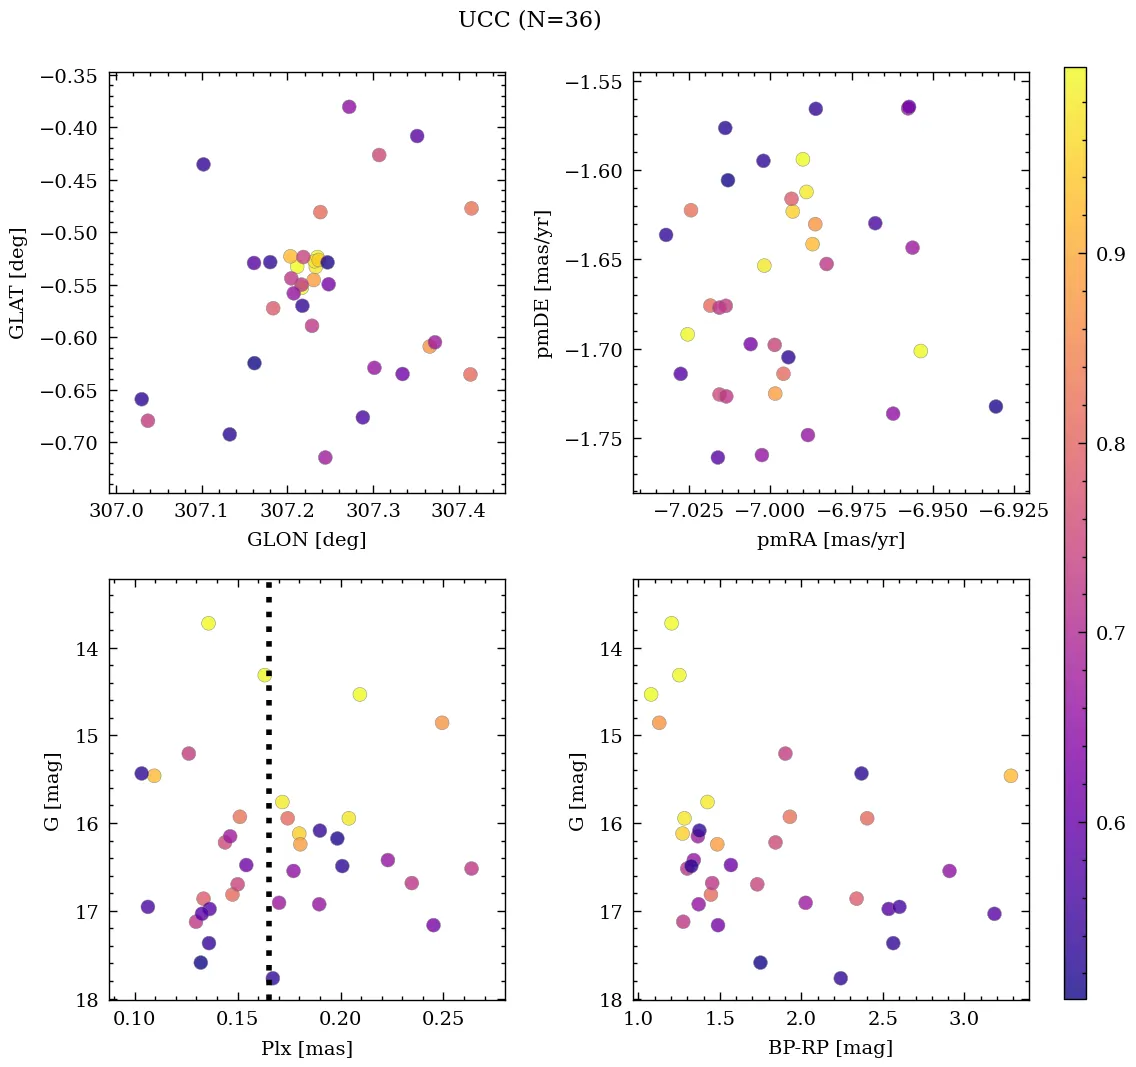 UCC (N=36)
−0.35
−0.40
−0.45
−0.50
−0.55
−0.60
−0.65
−0.70
GLAT [deg]
307.0 307.1 307.2 307.3 307.4
GLON [deg]
−1.55
−1.60
−1.65
−1.70
−1.75
pmDE [mas/yr]
−7.025 −7.000 −6.975 −6.950 −6.925
pmRA [mas/yr]
14
15
16
17
18
G [mag]
0.10 0.15 0.20 0.25
Plx [mas]
14
15
16
17
18
G [mag]
1.0 1.5 2.0 2.5 3.0
BP-RP [mag]
0.9
0.8
0.7
0.6